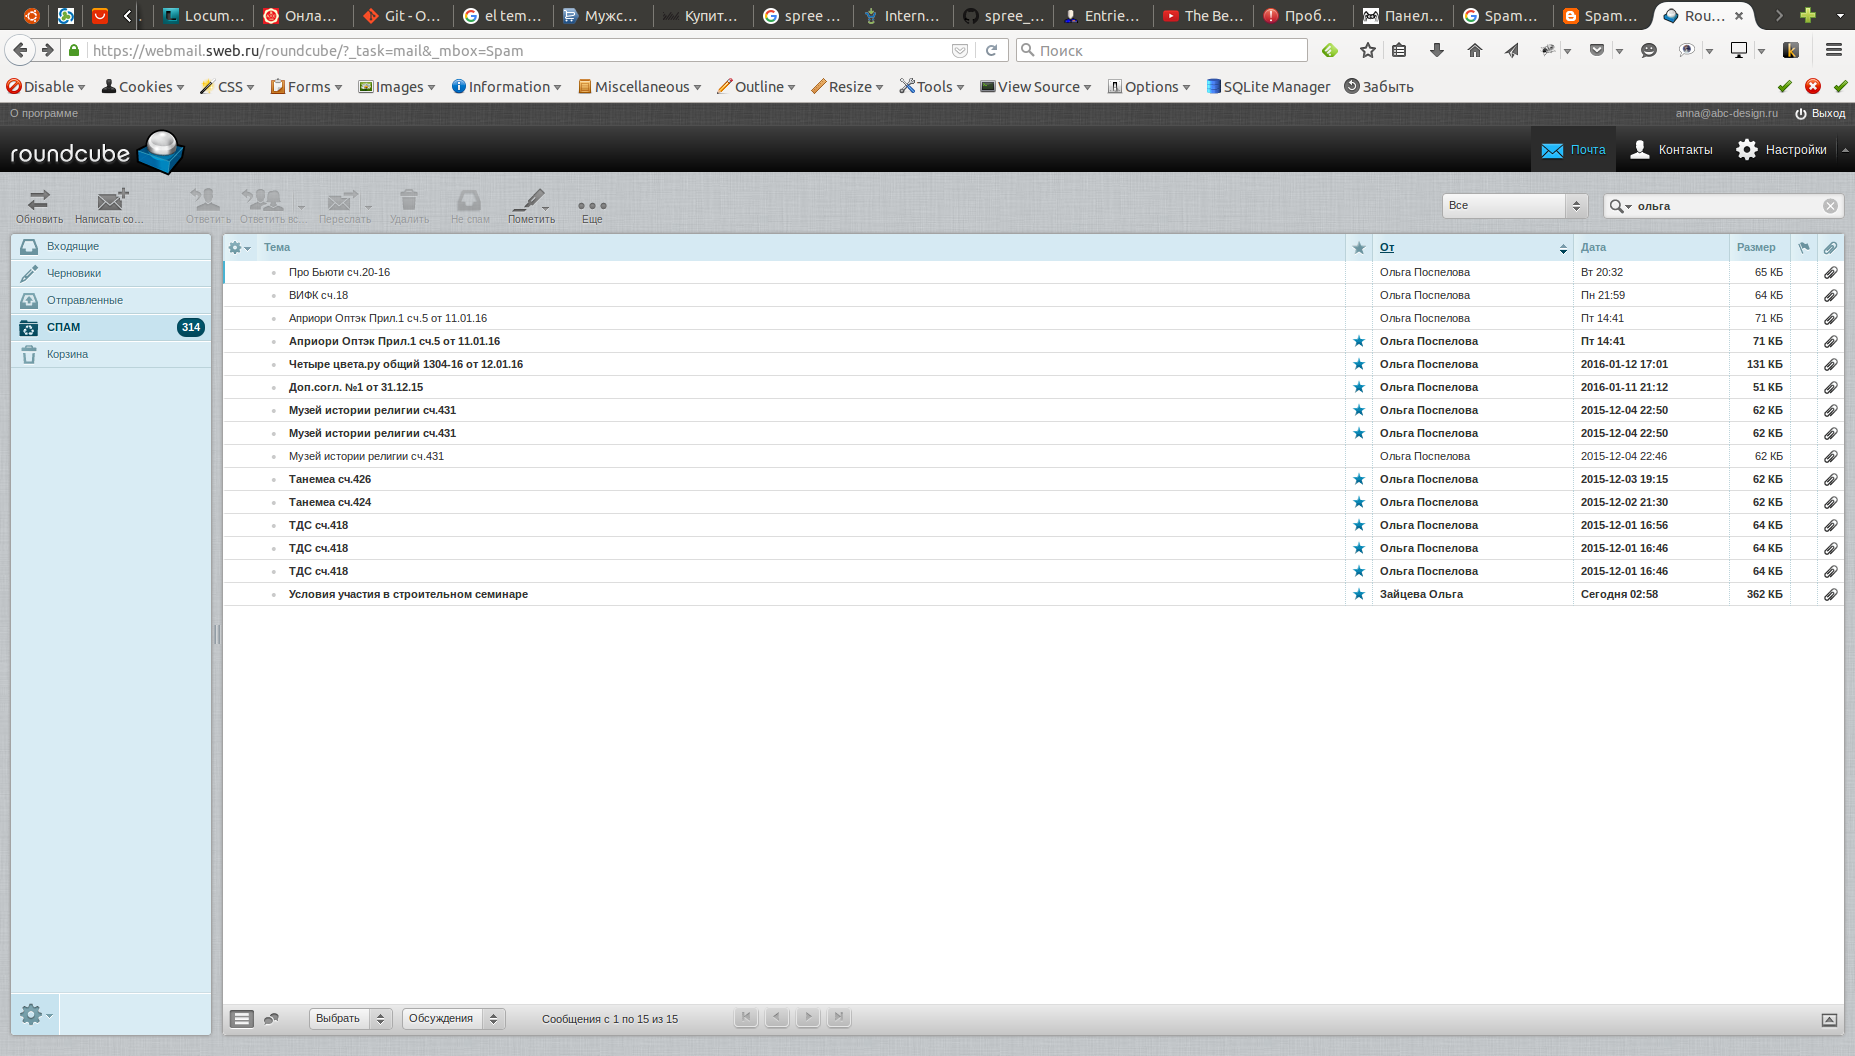 Locum...
Онла...
Git - O...
el tem...
Мужс...
Купит...
spree ...
Intern...
spree_...
Entrie...
The Be...
Проб...
Панел...
Spam...
Spam...
Rou...
https://webmail.sweb.ru/roundcube/?_task=mail&_mbox=Spam
Поиск
Disable Cookies CSS Forms Images Information Miscellaneous Outline Resize Tools View Source Options SQLite Manager Забыть
О программе
anna@abc-design.ru Выход
roundcube
Почта Контакты Настройки
Обновить Написать со... Ответить Ответить вс... Переслать Удалить Не спам Пометить Еще
Все
ольга
Входящие
Черновики
Отправленные
СПАМ 314
Корзина
Тема От Дата Размер
Про Бьюти сч.20-16 Ольга Поспелова Вт 20:32 65 КБ
ВИФК сч.18 Ольга Поспелова Пн 21:59 64 КБ
Априори Оптэк Прил.1 сч.5 от 11.01.16 Ольга Поспелова Пт 14:41 71 КБ
Априори Оптэк Прил.1 сч.5 от 11.01.16 Ольга Поспелова Пт 14:41 71 КБ
Четыре цвета.ру общий 1304-16 от 12.01.16 Ольга Поспелова 2016-01-12 17:01 131 КБ
Доп.согл. №1 от 31.12.15 Ольга Поспелова 2016-01-11 21:12 51 КБ
Музей истории религии сч.431 Ольга Поспелова 2015-12-04 22:50 62 КБ
Музей истории религии сч.431 Ольга Поспелова 2015-12-04 22:50 62 КБ
Музей истории религии сч.431 Ольга Поспелова 2015-12-04 22:46 62 КБ
Танемеа сч.426 Ольга Поспелова 2015-12-03 19:15 62 КБ
Танемеа сч.424 Ольга Поспелова 2015-12-02 21:30 62 КБ
ТДС сч.418 Ольга Поспелова 2015-12-01 16:56 64 КБ
ТДС сч.418 Ольга Поспелова 2015-12-01 16:46 64 КБ
ТДС сч.418 Ольга Поспелова 2015-12-01 16:46 64 КБ
Условия участия в строительном семинаре Зайцева Ольга Сегодня 02:58 362 КБ
Выбрать Обсуждения Сообщения с 1 по 15 из 15